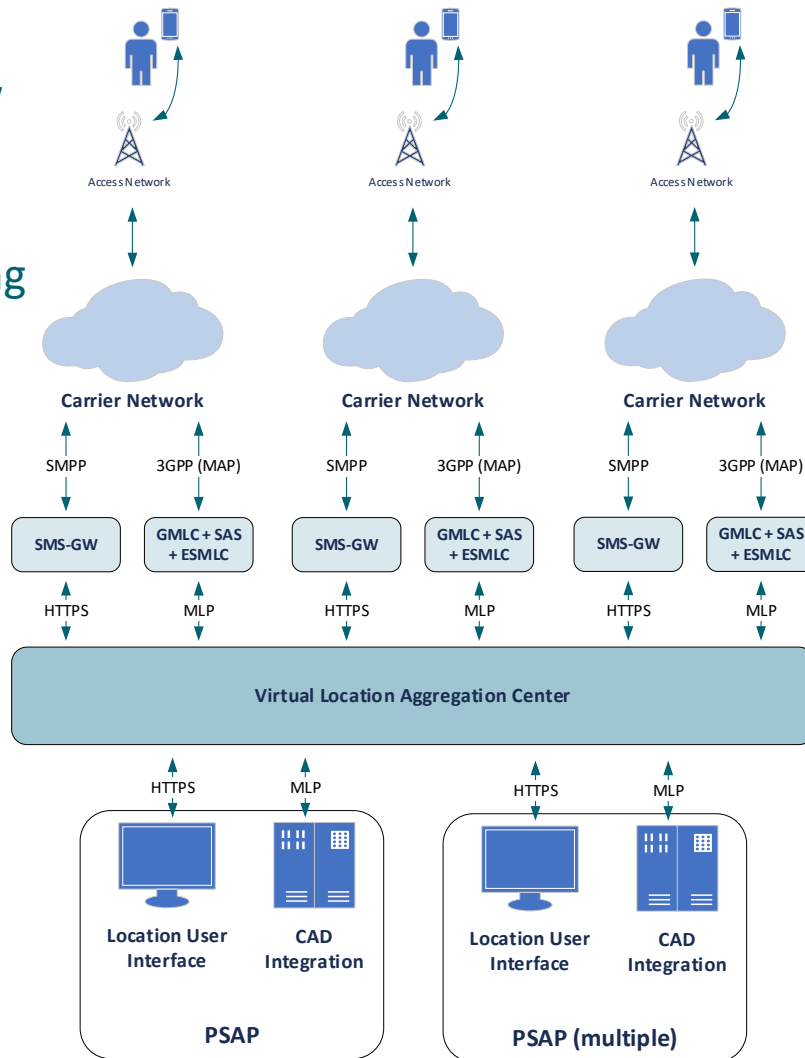 Access Network
Access Network
Access Network
ng
Carrier Network
Carrier Network
Carrier Network
SMPP
3GPP (MAP)
SMPP
3GPP (MAP)
SMPP
3GPP (MAP)
SMS-GW
GMLC + SAS
+ ESMLC
SMS-GW
GMLC + SAS
+ ESMLC
SMS-GW
GMLC + SAS
+ ESMLC
HTTPS
MLP
HTTPS
MLP
HTTPS
MLP
Virtual Location Aggregation Center
HTTPS
MLP
HTTPS
MLP
Location User
Interface
CAD
Integration
Location User
Interface
CAD
Integration
PSAP
PSAP (multiple)